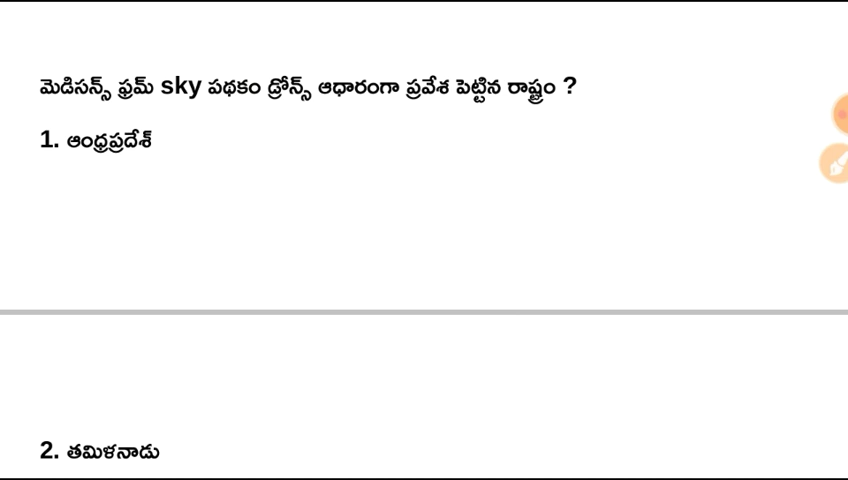 మెడిసన్స్ ఫ్రమ్ sky పథకం డ్రోన్స్ ఆధారంగా ప్రవేశ పెట్టిన రాష్ట్రం ?
1. ఆంధ్రప్రదేశ్
2. తమిళనాడు